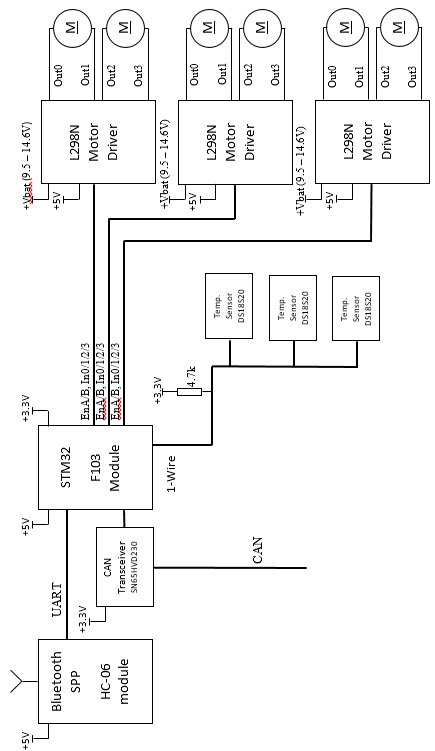 M
M
M
M
M
M
Out0
Out1
Out2
Out3
Out0
Out1
Out2
Out3
Out0
Out1
Out2
Out3
L298N
Motor
Driver
L298N
Motor
Driver
L298N
Motor
Driver
+Vbat (9.5 – 14.6V)
+5V
+Vbat (9.5 – 14.6V)
+5V
+Vbat (9.5 – 14.6V)
+5V
Temp.
Sensor
DS18S20
Temp.
Sensor
DS18S20
Temp.
Sensor
DS18S20
EnA/B, In0/1/2/3
EnA/B, In0/1/2/3
EnA/B, In0/1/2/3
+3.3V
4.7k
+3.3V
STM32
F103
Module
1-Wire
+5V
CAN
Transceiver
SN65HVD230
CAN
UART
+3.3V
Bluetooth
SPP
HC-06
module
+5V